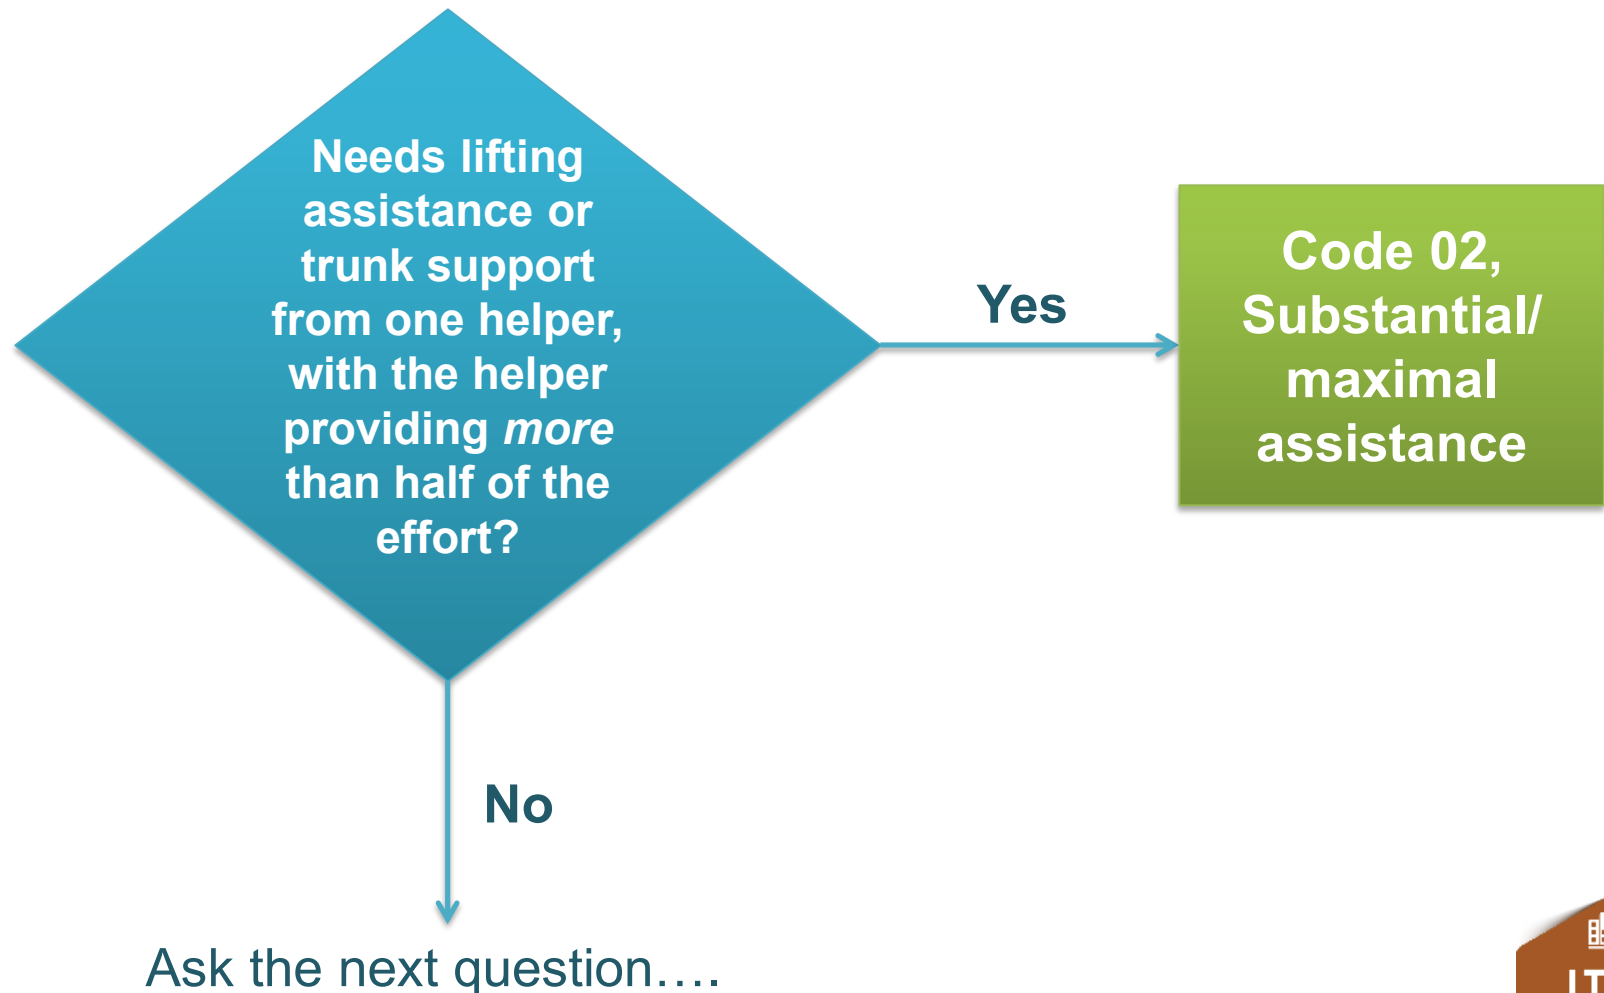 Needs lifting
assistance or
trunk support
from one helper,
with the helper
providing more
than half of the
effort?
Yes
Code 02,
Substantial/
maximal
assistance
No
Ask the next question….